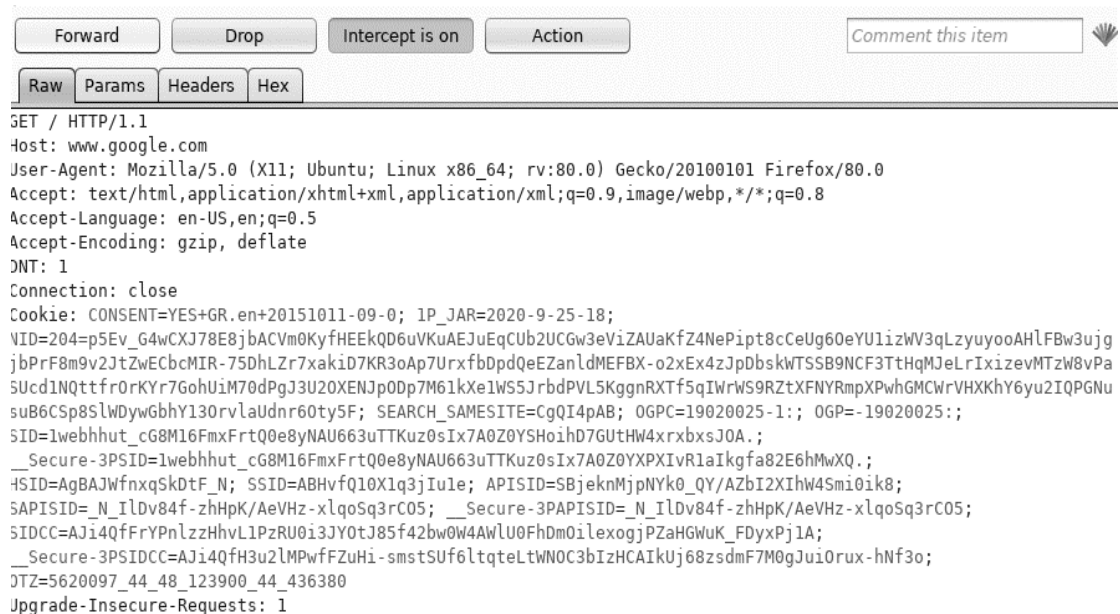 Forward Drop Intercept is on Action Comment this item
Raw Params Headers Hex
GET / HTTP/1.1
Host: www.google.com
User-Agent: Mozilla/5.0 (X11; Ubuntu; Linux x86_64; rv:80.0) Gecko/20100101 Firefox/80.0
Accept: text/html,application/xhtml+xml,application/xml;q=0.9,image/webp,*/*;q=0.8
Accept-Language: en-US,en;q=0.5
Accept-Encoding: gzip, deflate
DNT: 1
Connection: close
Cookie: CONSENT=YES+GR.en+20151011-09-0; 1P_JAR=2020-9-25-18;
NID=204=p5Ev_G4wCXJ78E8jbACVm0KyfHEEkQD6uVKuAEJuEqCUb2UCGw3eViZAUaKfZ4NePipt8cCeUg6OeYU1izWV3qLzyuyooAHlFBw3ujg
jbPrF8m9v2JtZwECbcMIR-75DhLZr7xakiD7KR3oAp7UrxfbDpdQeEZanldMEFBX-o2xEx4zJpDbskWTSSB9NCF3TtHqMJeLrIxizevMTzW8vPa
SUcd1NQttfrOrKYr7GohUiM70dPgJ3U2OXENJpODp7M61kXe1WS5JrbdPVL5KggnRXTf5qIWrWS9RZtXFNYRmpXPwhGMCWrVHXKhY6yu2IQPGNu
suB6CSp8SlWDywGbhY13OrvlaUdnr6Oty5F; SEARCH_SAMESITE=CgQI4pAB; OGPC=19020025-1:; OGP=-19020025:;
SID=1webhhut_cG8M16FmxFrtQ0e8yNAU663uTTKuz0sIx7A0Z0YSHoihD7GUtHW4xrxbxsJOA.;
__Secure-3PSID=1webhhut_cG8M16FmxFrtQ0e8yNAU663uTTKuz0sIx7A0Z0YXPXIvR1aIkgfa82E6hMwXQ.;
HSID=AgBAJWfnxqSkDtF_N; SSID=ABHvfQ10X1q3jIu1e; APISID=SBjeknMjpNYk0_QY/AZbI2XIhW4Smi0ik8;
SAPISID=_N_IlDv84f-zhHpK/AeVHz-xlqoSq3rCO5; __Secure-3PAPISID=_N_IlDv84f-zhHpK/AeVHz-xlqoSq3rCO5;
SIDCC=AJi4QfFrYPnlzzHhvL1PzRU0i3JYOtJ85f42bw0W4AWlU0FhDmOilexogjPZaHGWuK_FDyxPj1A;
__Secure-3PSIDCC=AJi4QfH3u2lMPwfFZuHi-smstSUf6ltqteLtWNOC3bIzHCAIkUj68zsdmF7M0gJuiOrux-hNf3o;
OTZ=5620097_44_48_123900_44_436380
Upgrade-Insecure-Requests: 1